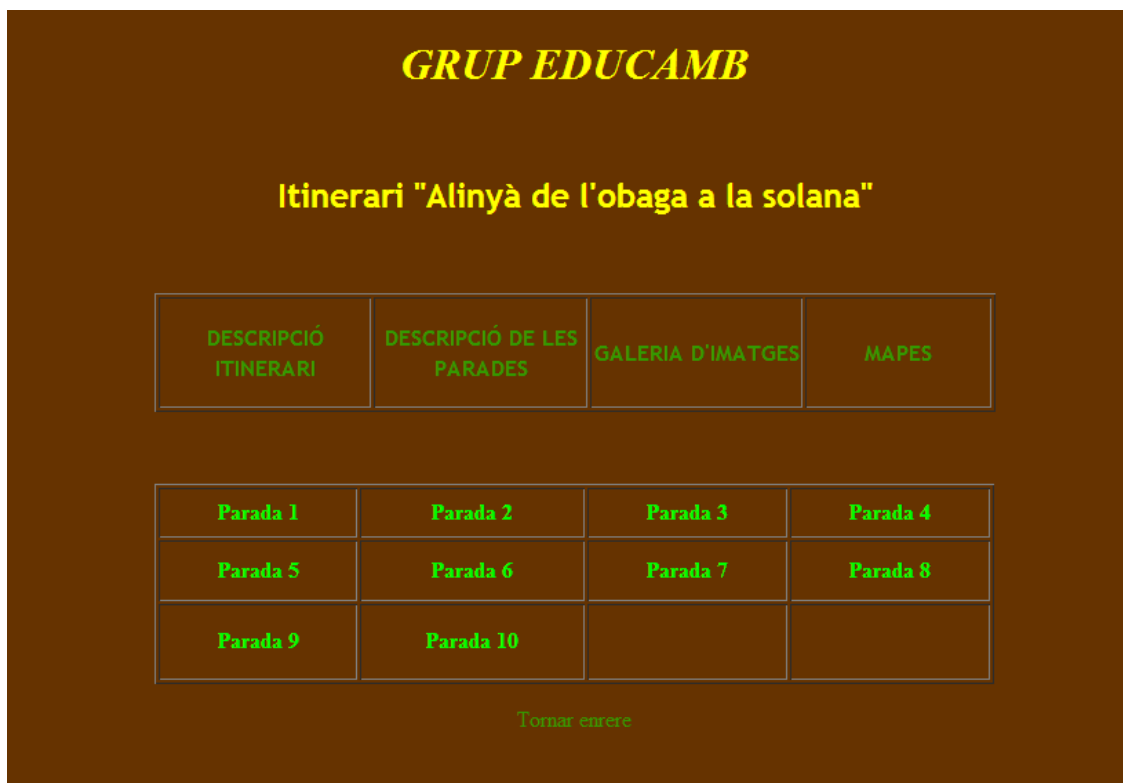 GRUP EDUCAMB
Itinerari "Alinyà de l'obaga a la solana"
DESCRIPCIÓ
ITINERARI
DESCRIPCIÓ DE LES
PARADES
GALERIA D'IMATGES
MAPES
Parada 1
Parada 2
Parada 3
Parada 4
Parada 5
Parada 6
Parada 7
Parada 8
Parada 9
Parada 10
Tornar enrere